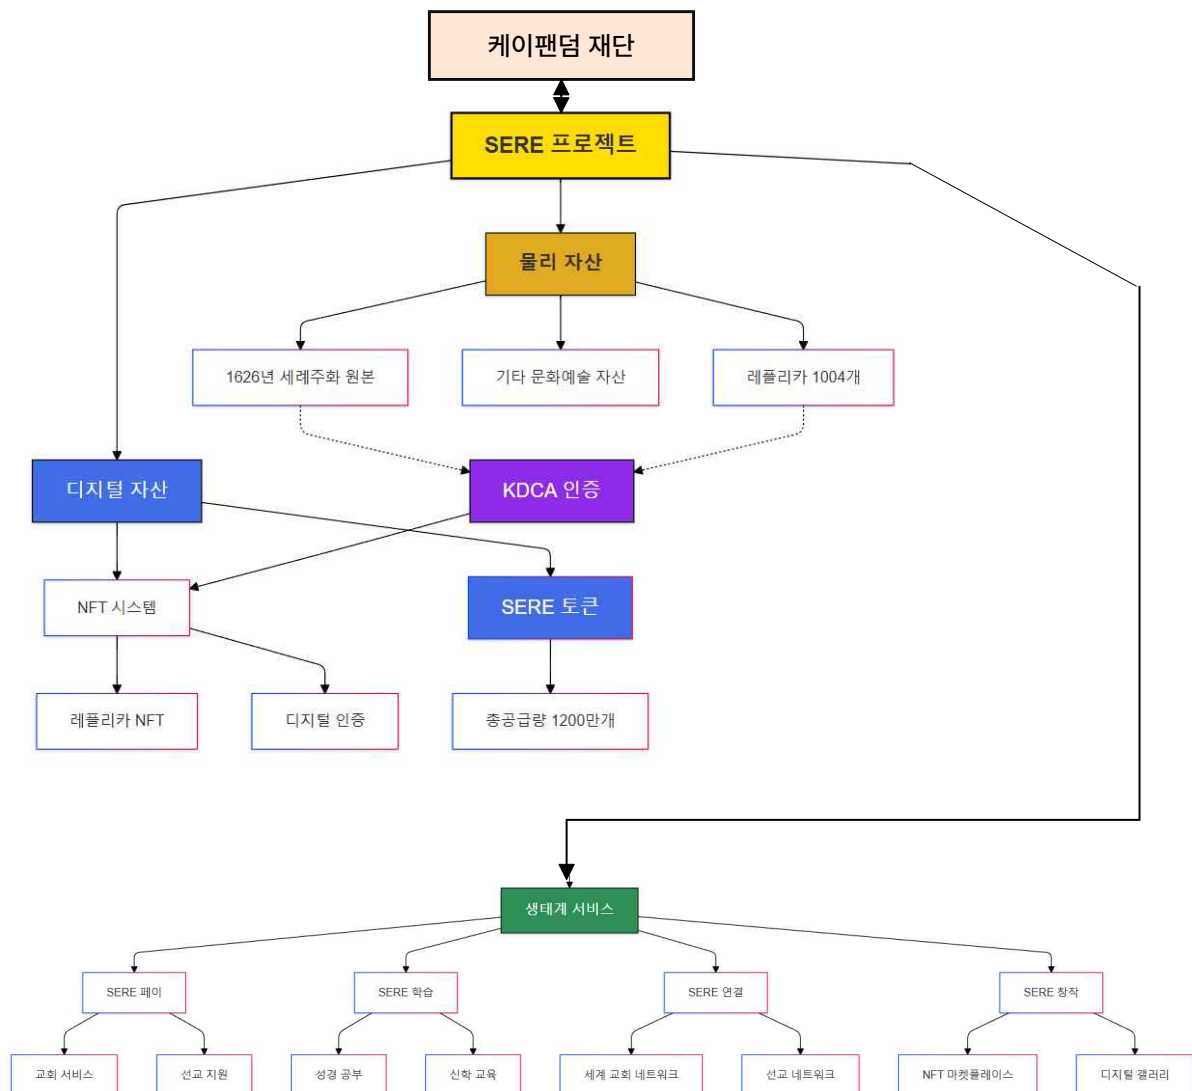 케이팬덤 재단
SERE 프로젝트
물리 자산
1626년 세례주화 원본
기타 문화예술 자산
레플리카 1004개
디지털 자산
KDCA 인증
NFT 시스템
SERE 토큰
레플리카 NFT
디지털 인증
총공급량 1200만개
생태계 서비스
SERE 페이
SERE 학습
SERE 연결
SERE 창작
교회 서비스
선교 지원
성경 공부
신학 교육
세계 교회 네트워크
선교 네트워크
NFT 마켓플레이스
디지털 갤러리